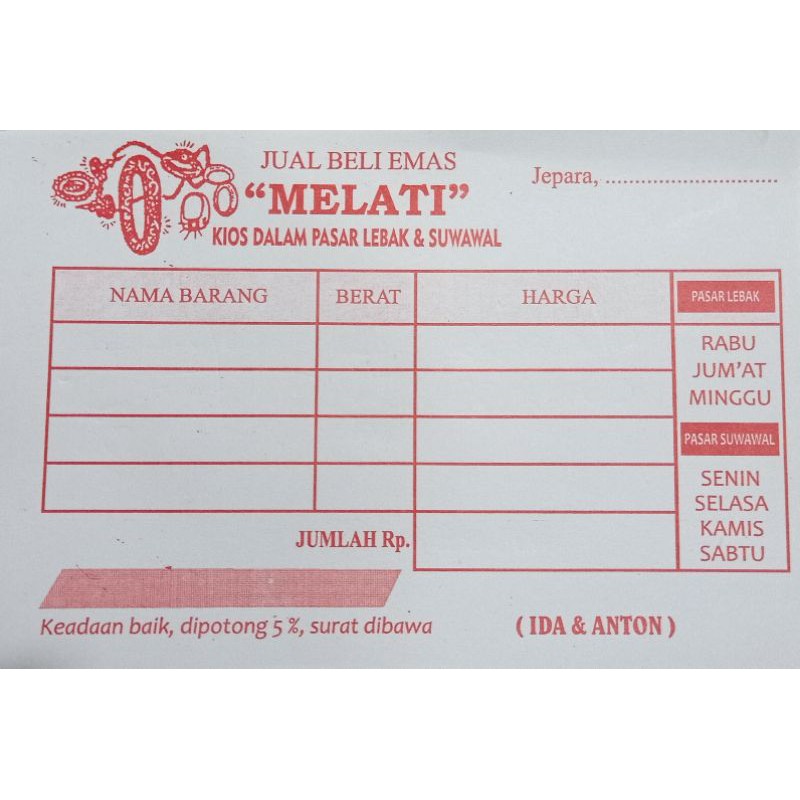 JUAL BELI EMAS
"MELATI"
KIOS DALAM PASAR LEBAK & SUWAWAL
Jepara, ..............................
NAMA BARANG BERAT HARGA PASAR LEBAK
RABU
JUM'AT
MINGGU
PASAR SUWAWAL
SENIN
SELASA
KAMIS
SABTU
JUMLAH Rp.
Keadaan baik, dipotong 5 %, surat dibawa
( IDA & ANTON )